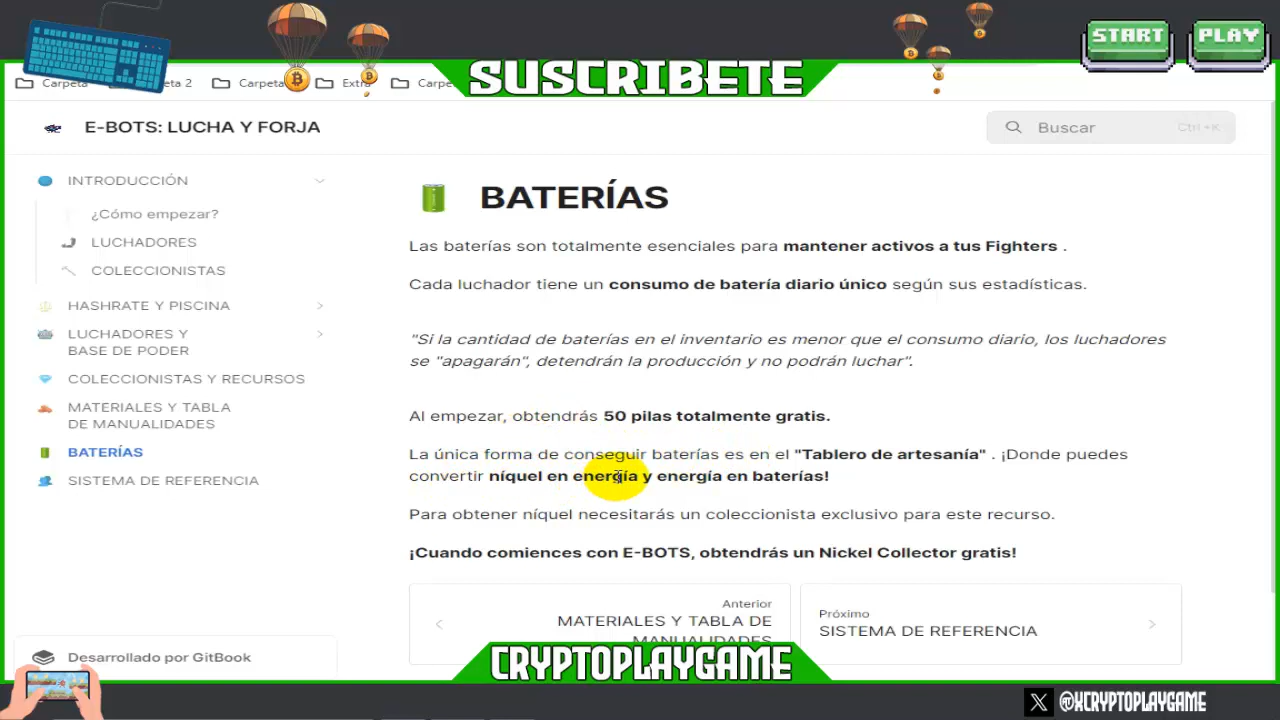 START
PLAY
SUSCRIBETE
Carpeta
ta 2
Carpeta
Extra
Carpe
E-BOTS: LUCHA Y FORJA
Buscar
Ctrl +K
INTRODUCCIÓN
¿Cómo empezar?
LUCHADORES
COLECCIONISTAS
HASHRATE Y PISCINA
LUCHADORES Y
BASE DE PODER
COLECCIONISTAS Y RECURSOS
MATERIALES Y TABLA
DE MANUALIDADES
BATERÍAS
SISTEMA DE REFERENCIA
Desarrollado por GitBook
BATERÍAS
Las baterías son totalmente esenciales para mantener activos a tus Fighters .
Cada luchador tiene un consumo de batería diario único según sus estadísticas.
"Si la cantidad de baterías en el inventario es menor que el consumo diario, los luchadores
se "apagarán", detendrán la producción y no podrán luchar".
Al empezar, obtendrás 50 pilas totalmente gratis.
La única forma de conseguir baterías es en el "Tablero de artesanía" . ¡Donde puedes
convertir níquel en energía y energía en baterías!
Para obtener níquel necesitarás un coleccionista exclusivo para este recurso.
¡Cuando comiences con E-BOTS, obtendrás un Nickel Collector gratis!
Anterior
MATERIALES Y TABLA DE
MANUALIDADES
Próximo
SISTEMA DE REFERENCIA
CRYPTOPLAYGAME
X @XCRYPTOPLAYGAME